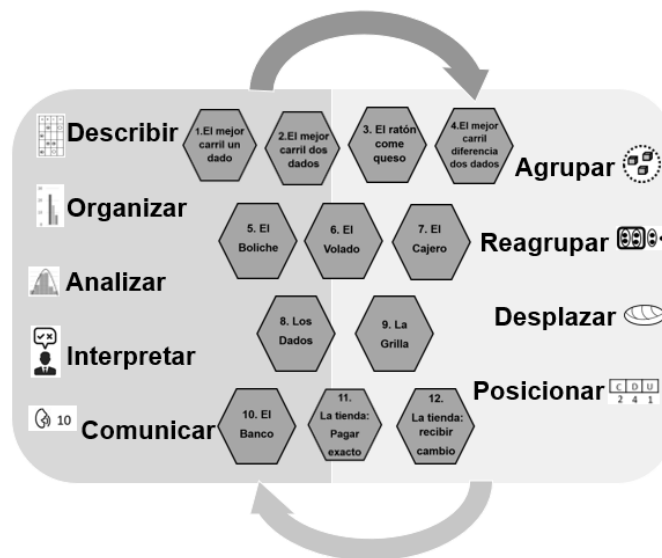 Describir
Organizar
Analizar
Interpretar
10
Comunicar
1.El mejor
carril un
dado
2.El mejor
carril dos
dados
3. El ratón
come
queso
4.El mejor
carril
diferencia
dos dados
5. El
Boliche
6. El
Volado
7. El
Cajero
8. Los
Dados
9. La
Grilla
10. El
Banco
11.
La tienda:
Pagar
exacto
12.
La tienda:
recibir
cambio
Agrupar
Reagrupar
Desplazar
Posicionar
C D U
2 4 1